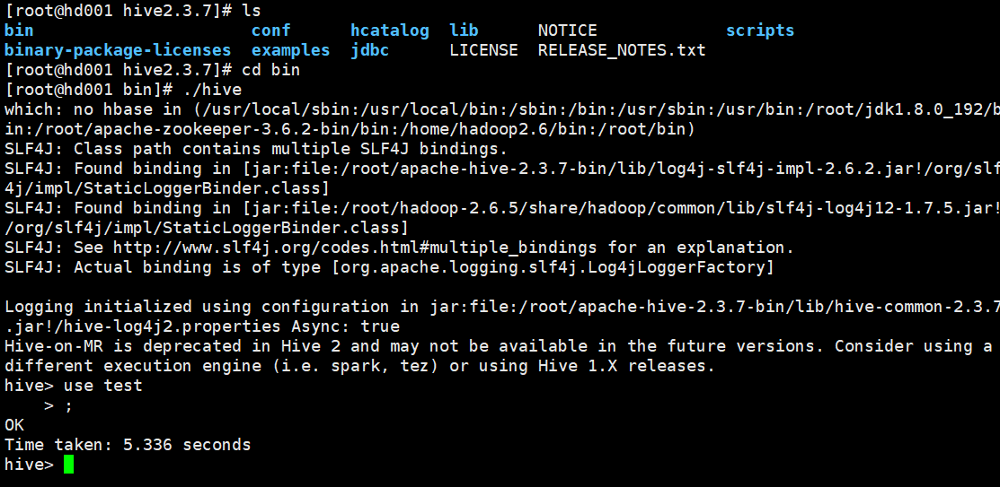 [root@hd001 hive2.3.7]# ls
bin                      conf      hcatalog  lib      NOTICE             scripts
binary-package-licenses  examples  jdbc      LICENSE  RELEASE_NOTES.txt
[root@hd001 hive2.3.7]# cd bin
[root@hd001 bin]# ./hive
which: no hbase in (/usr/local/sbin:/usr/local/bin:/sbin:/bin:/usr/sbin:/usr/bin:/root/jdk1.8.0_192/b
in:/root/apache-zookeeper-3.6.2-bin/bin:/home/hadoop2.6/bin:/root/bin)
SLF4J: Class path contains multiple SLF4J bindings.
SLF4J: Found binding in [jar:file:/root/apache-hive-2.3.7-bin/lib/log4j-slf4j-impl-2.6.2.jar!/org/slf
4j/impl/StaticLoggerBinder.class]
SLF4J: Found binding in [jar:file:/root/hadoop-2.6.5/share/hadoop/common/lib/slf4j-log4j12-1.7.5.jar!
/org/slf4j/impl/StaticLoggerBinder.class]
SLF4J: See http://www.slf4j.org/codes.html#multiple_bindings for an explanation.
SLF4J: Actual binding is of type [org.apache.logging.slf4j.Log4jLoggerFactory]

Logging initialized using configuration in jar:file:/root/apache-hive-2.3.7-bin/lib/hive-common-2.3.7
.jar!/hive-log4j2.properties Async: true
Hive-on-MR is deprecated in Hive 2 and may not be available in the future versions. Consider using a
different execution engine (i.e. spark, tez) or using Hive 1.X releases.
hive> use test
    > ;
OK
Time taken: 5.336 seconds
hive>